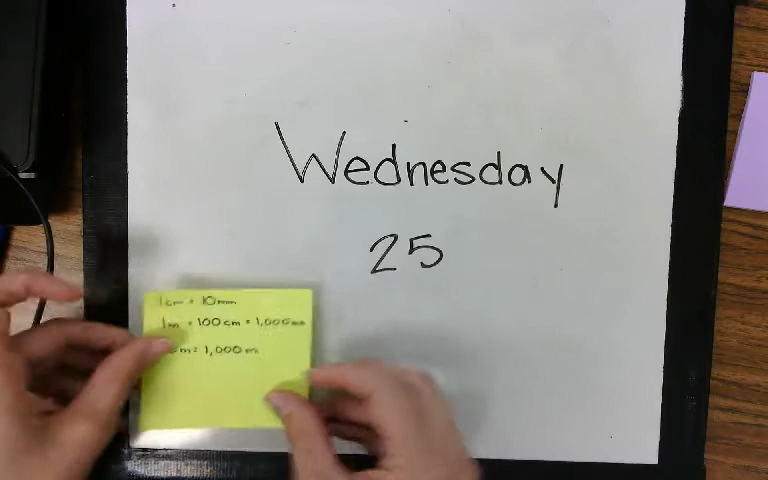 Wednesday
25
1cm = 10mm
1m = 100cm = 1,000mm
m = 1,000m